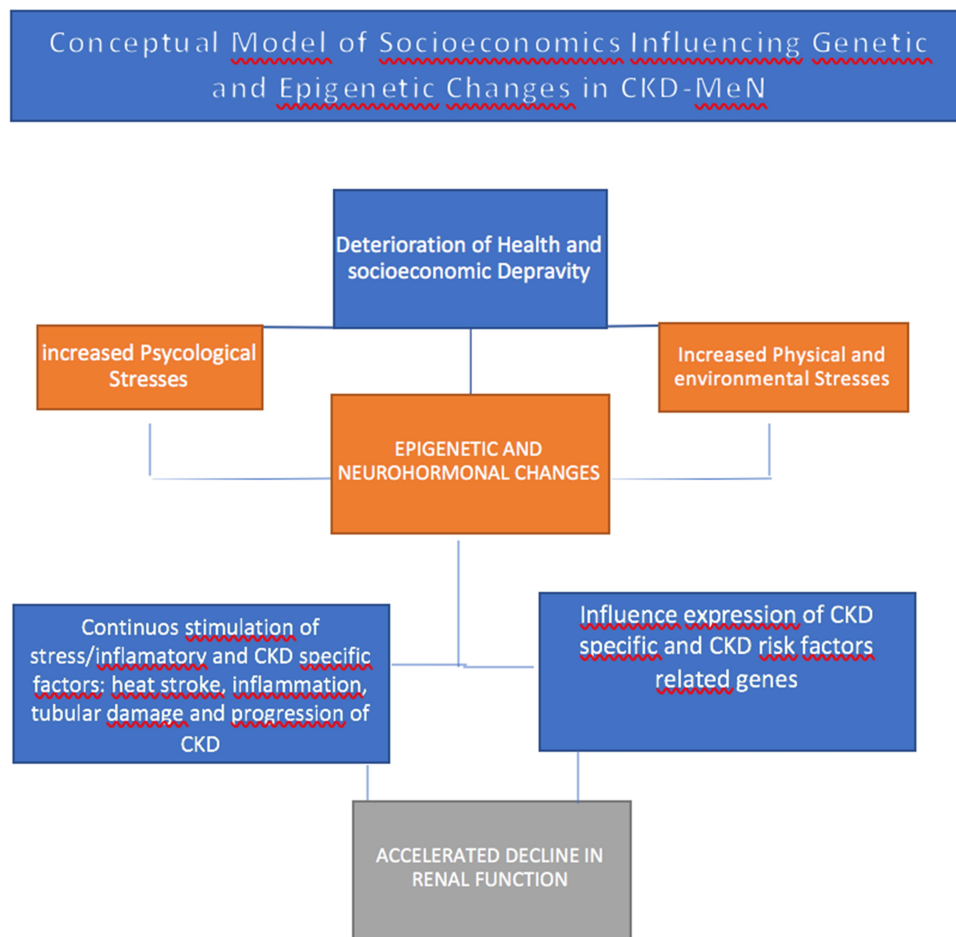 Conceptual Model of Socioeconomics Influencing Genetic
and Epigenetic Changes in CKD-MeN
Deterioration of Health and
socioeconomic Depravity
increased Psycological
Stresses
Increased Physical and
environmental Stresses
EPIGENETIC AND
NEUROHORMONAL CHANGES
Continuos stimulation of
stress/inflamatory and CKD specific
factors: heat stroke, inflammation,
tubular damage and progression of
CKD
Influence expression of CKD
specific and CKD risk factors
related genes
ACCELERATED DECLINE IN
RENAL FUNCTION